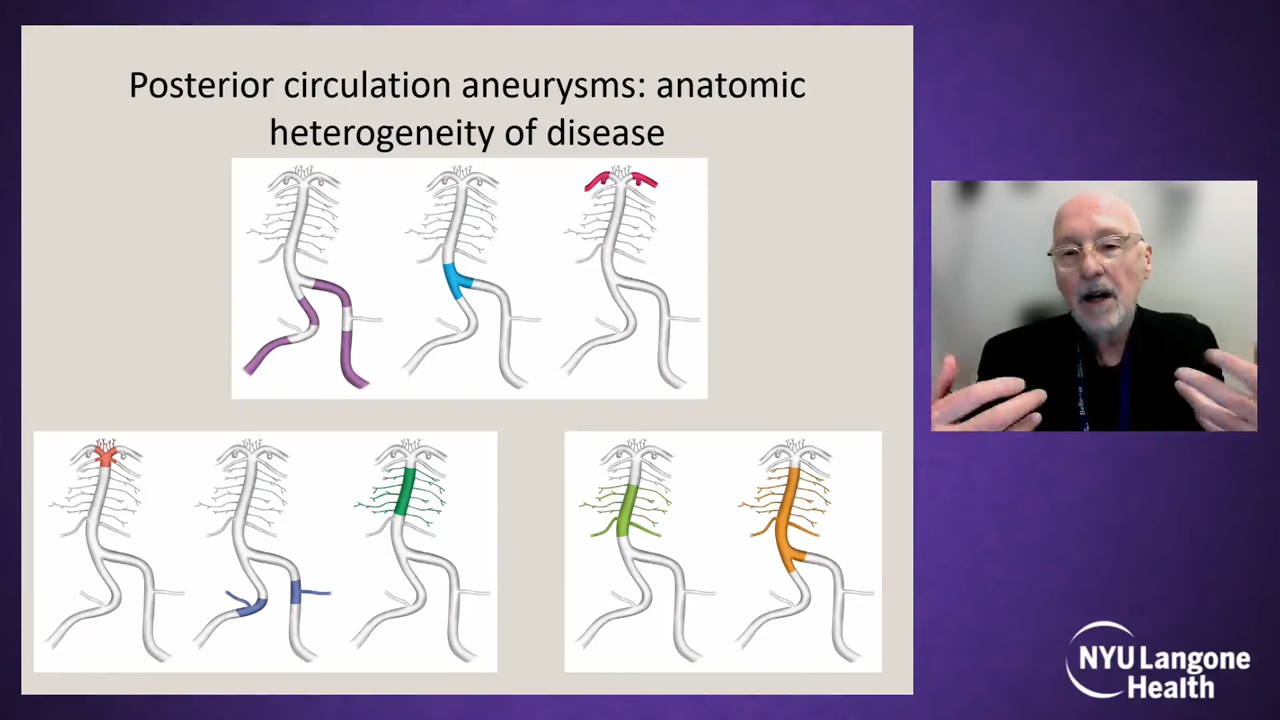 Posterior circulation aneurysms: anatomic
heterogeneity of disease
NYU Langone
Health